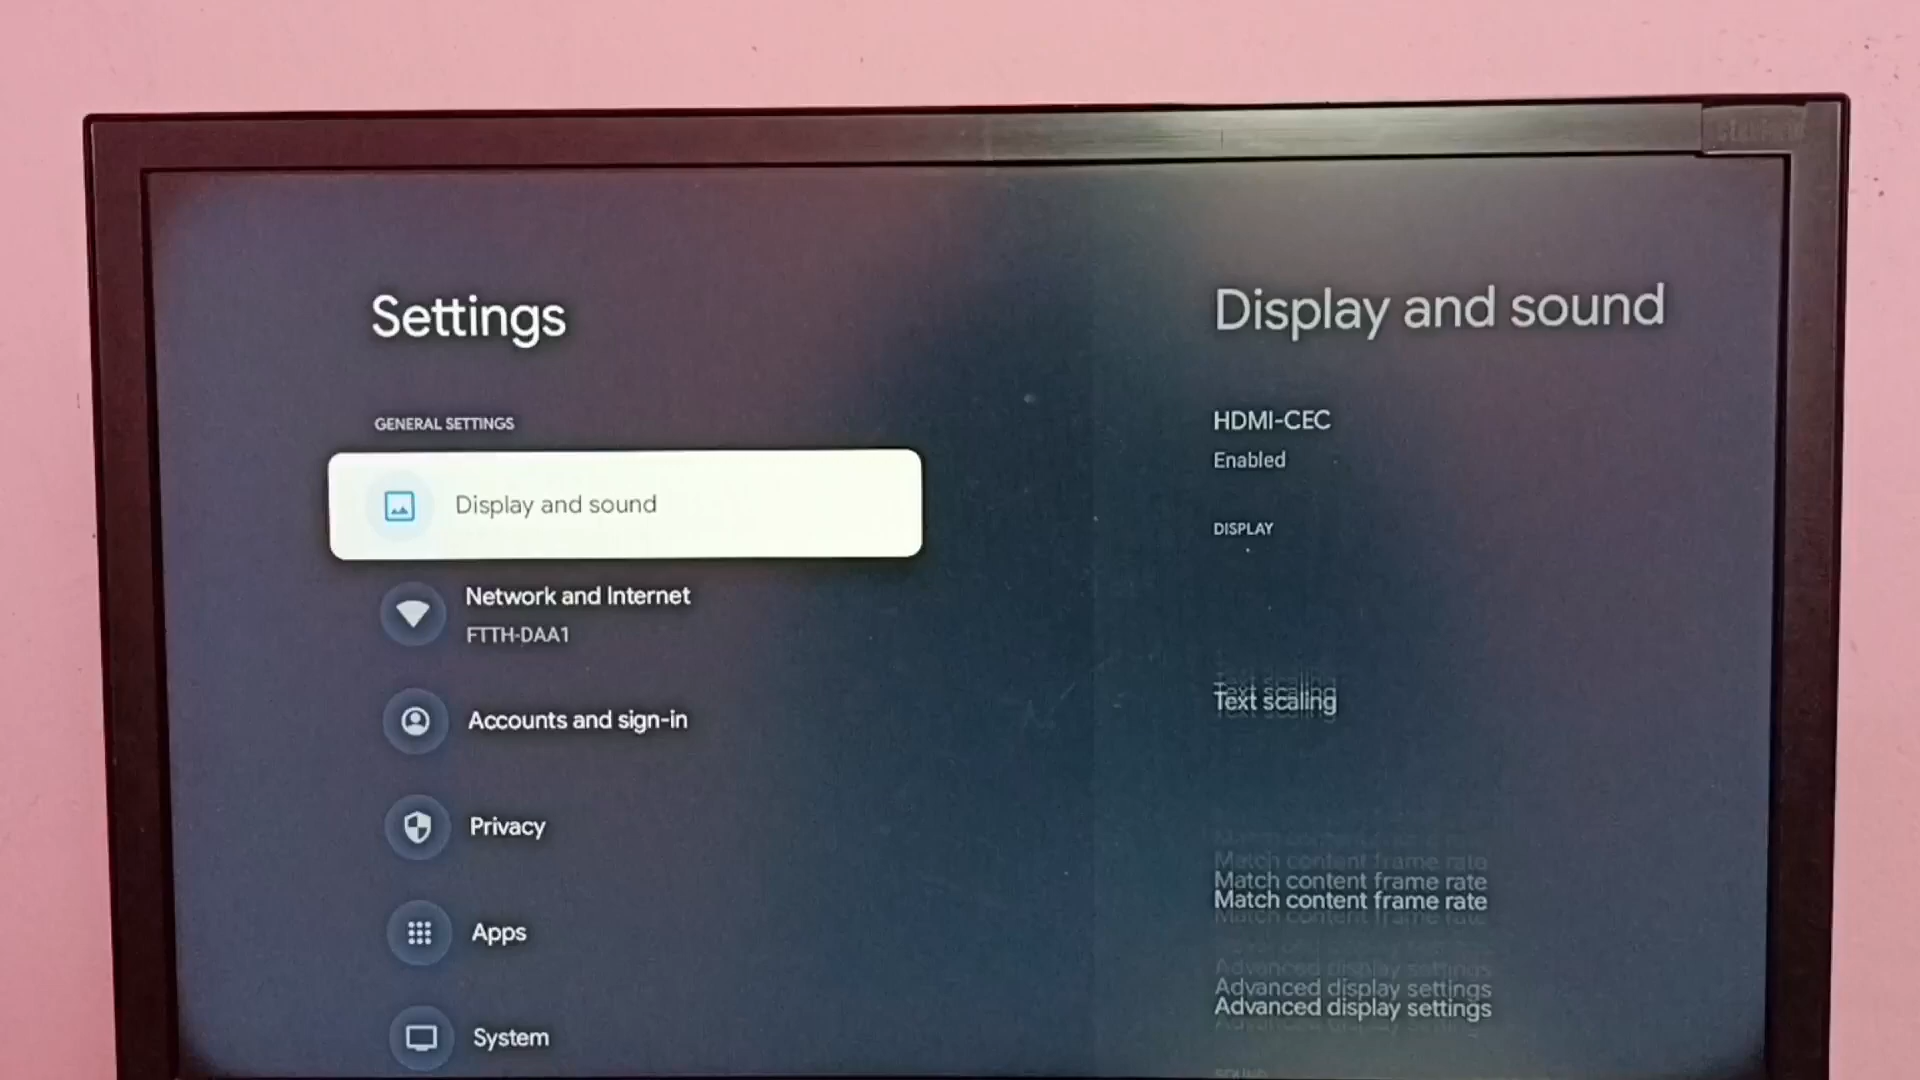 Settings
GENERAL SETTINGS
Display and sound
Network and Internet
FTTH-DAA1
Accounts and sign-in
Privacy
Apps
System
Display and sound
HDMI-CEC
Enabled
DISPLAY
Text scaling
Match content frame rate
Advanced display settings